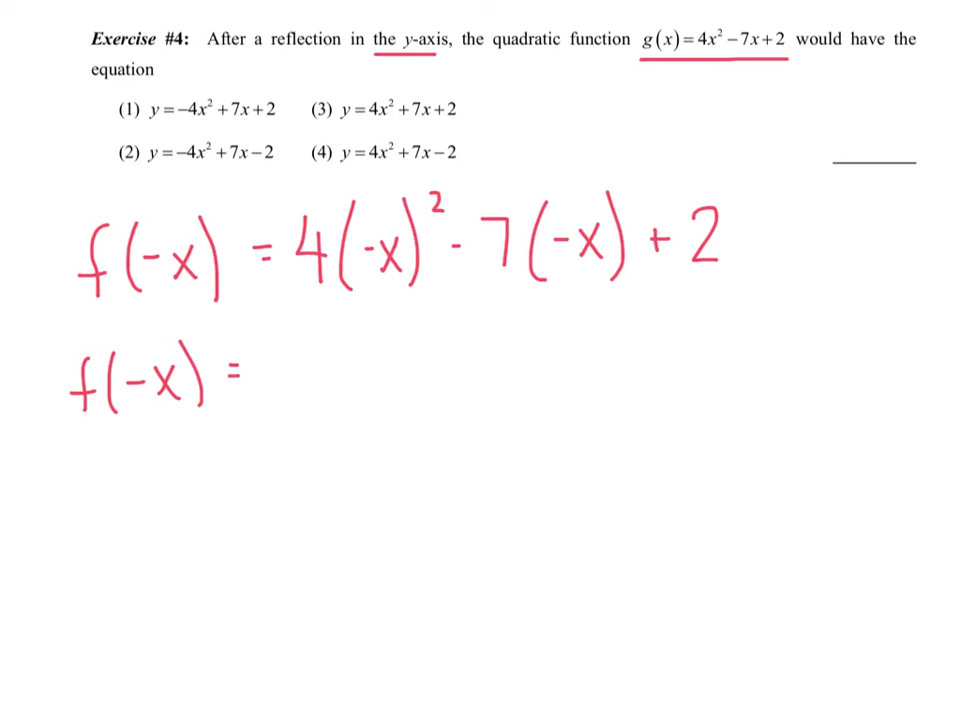 Exercise #4: After a reflection in the y-axis, the quadratic function g(x)=4x²−7x+2 would have the
equation
(1) y=−4x²+7x+2 (3) y=4x²+7x+2
(2) y=−4x²+7x−2 (4) y=4x²+7x−2
f(-x) = 4(-x)² - 7(-x) + 2
f(-x) =